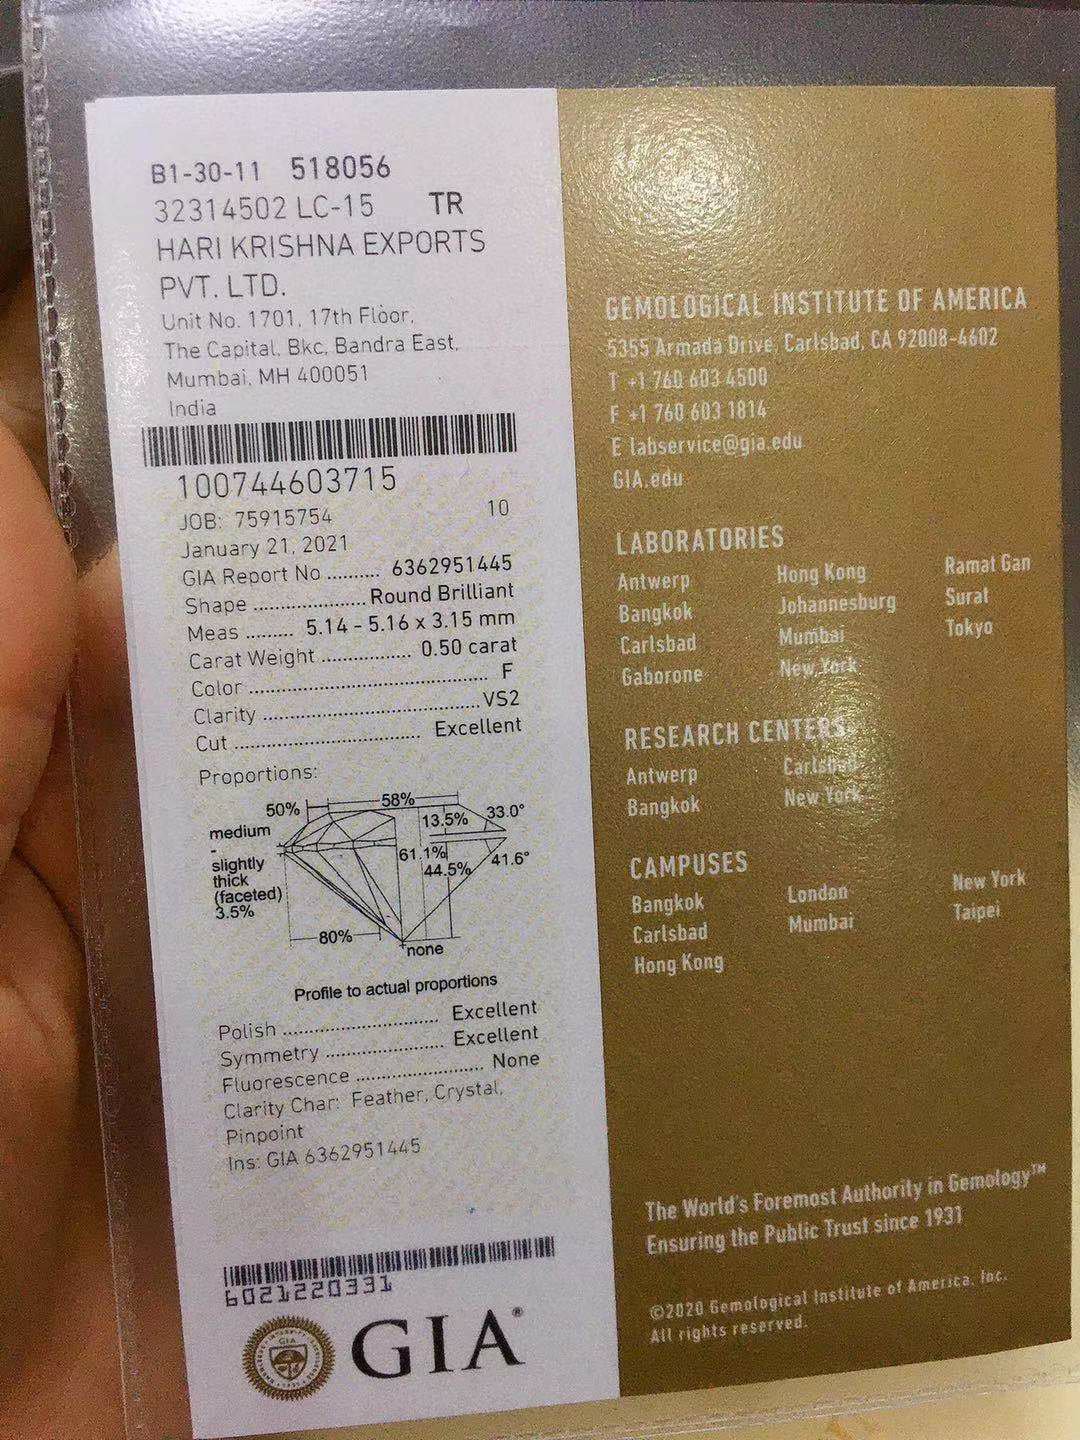 B1-30-11 518056
32314502 LC-15 TR
HARI KRISHNA EXPORTS
PVT. LTD.
Unit No. 1701, 17th Floor,
The Capital, Bkc, Bandra East,
Mumbai, MH 400051
India
100744603715
JOB: 75915754 10
January 21, 2021
GIA Report No .......... 6362951445
Shape ..................... Round Brilliant
Meas ......... 5.14 - 5.16 x 3.15 mm
Carat Weight ................ 0.50 carat
Color ........................................... F
Clarity ....................................... VS2
Cut .................................. Excellent
Proportions:
50% 58% 33.0°
13.5%
medium
-
slightly
thick
(faceted)
3.5%
61.1%
44.5% 41.6°
80%
none
Profile to actual proportions
Polish ............................ Excellent
Symmetry ..................... Excellent
Fluorescence ...................... None
Clarity Char: Feather, Crystal,
Pinpoint
Ins: GIA 6362951445
6021220331
GIA®
GEMOLOGICAL INSTITUTE OF AMERICA
5355 Armada Drive, Carlsbad, CA 92008-4602
T +1 760 603 4500
F +1 760 603 1814
E labservice@gia.edu
GIA.edu
LABORATORIES
Antwerp Hong Kong Ramat Gan
Bangkok Johannesburg Surat
Carlsbad Mumbai Tokyo
Gaborone New York
RESEARCH CENTERS
Antwerp Carlsbad
Bangkok New York
CAMPUSES
Bangkok London New York
Carlsbad Mumbai Taipei
Hong Kong
The World's Foremost Authority in Gemology™
Ensuring the Public Trust since 1931
©2020 Gemological Institute of America, Inc.
All rights reserved.